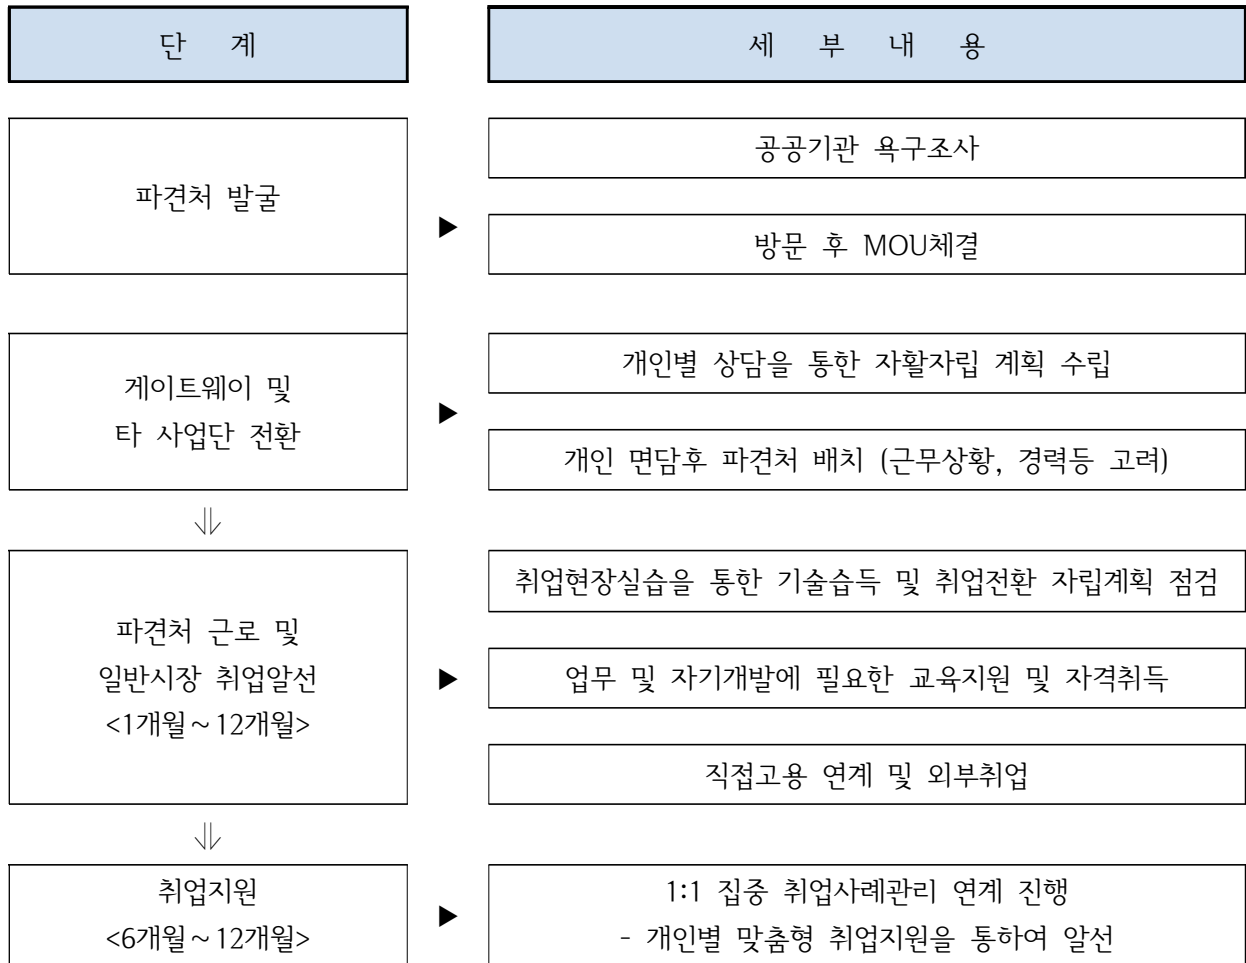 단 계
세 부 내 용
파견처 발굴
▶
공공기관 욕구조사
방문 후 MOU체결
게이트웨이 및
타 사업단 전환
▶
개인별 상담을 통한 자활자립 계획 수립
개인 면담후 파견처 배치 (근무상황, 경력등 고려)
⇓
파견처 근로 및
일반시장 취업알선
<1개월~12개월>
▶
취업현장실습을 통한 기술습득 및 취업전환 자립계획 점검
업무 및 자기개발에 필요한 교육지원 및 자격취득
직접고용 연계 및 외부취업
⇓
취업지원
<6개월~12개월>
▶
1:1 집중 취업사례관리 연계 진행
- 개인별 맞춤형 취업지원을 통하여 알선